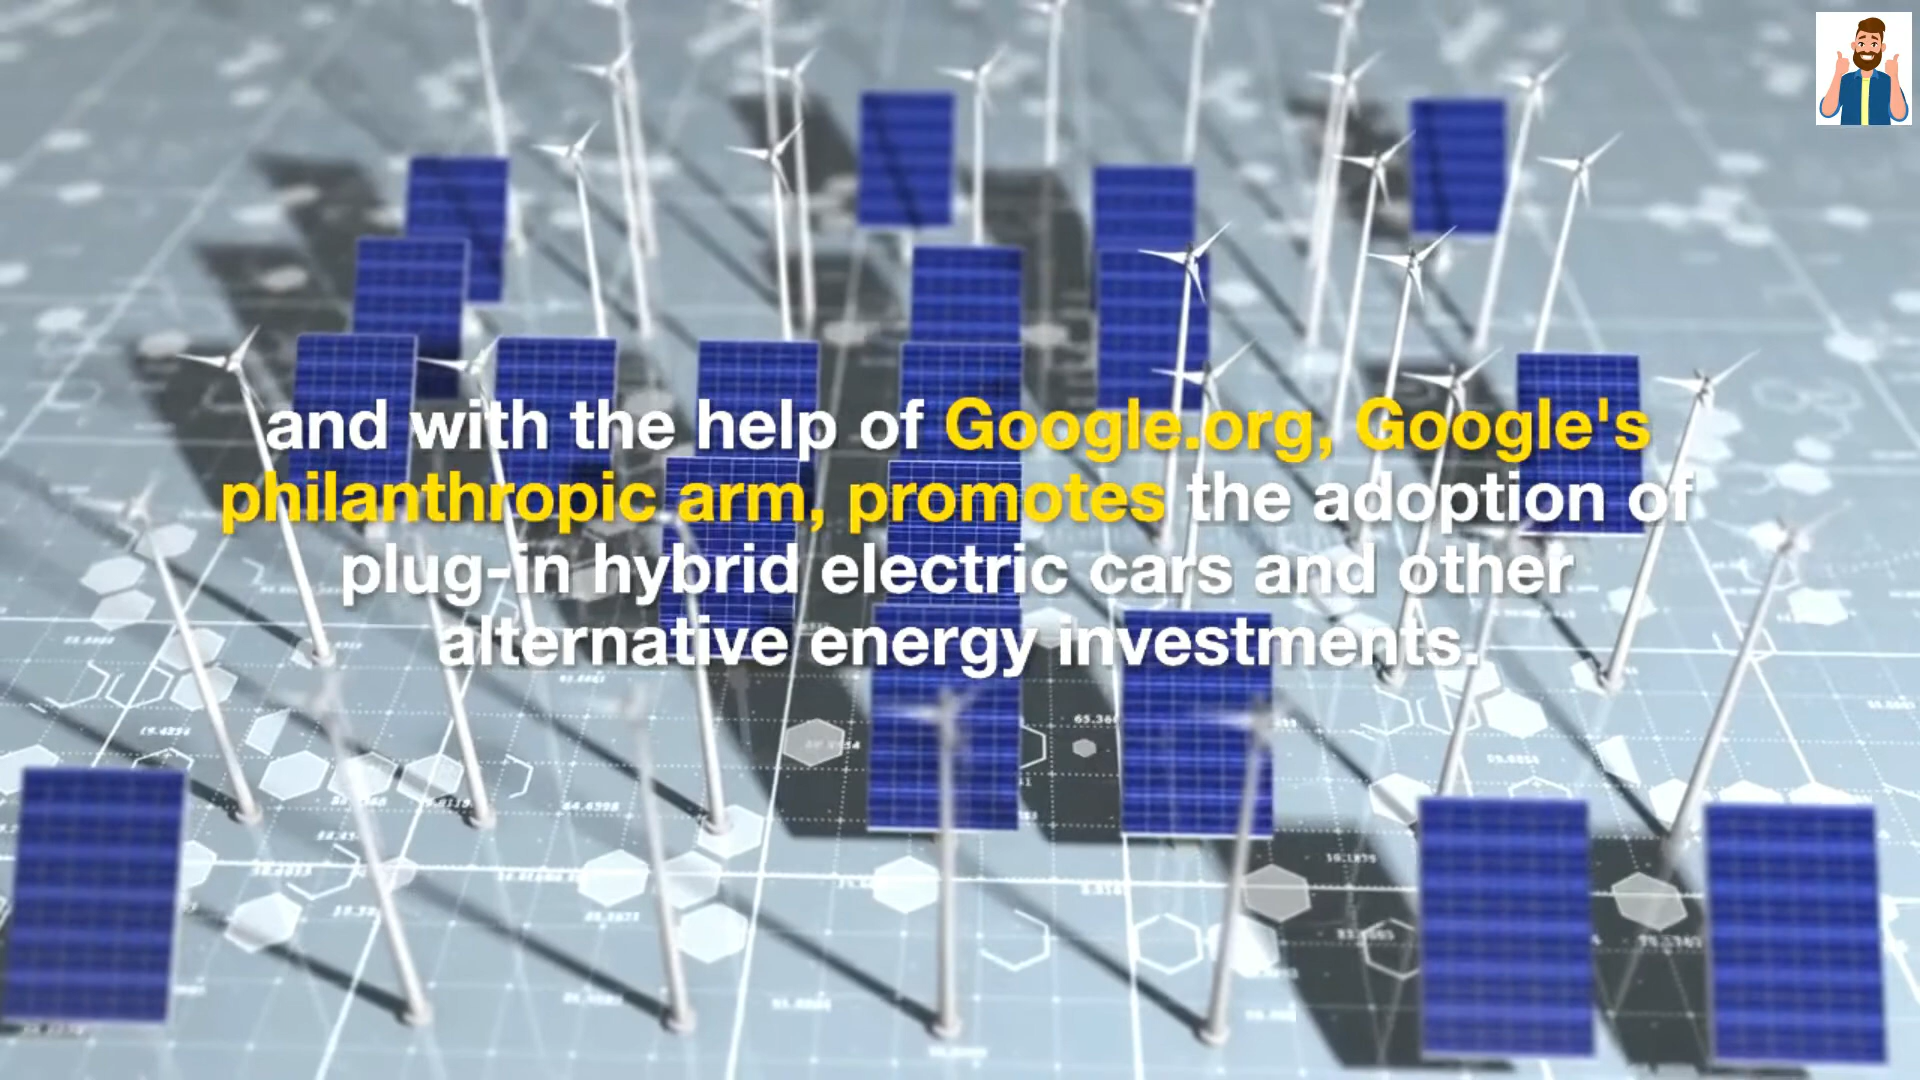 and with the help of Google.org, Google's
philanthropic arm, promotes the adoption of
plug-in hybrid electric cars and other
alternative energy investments.